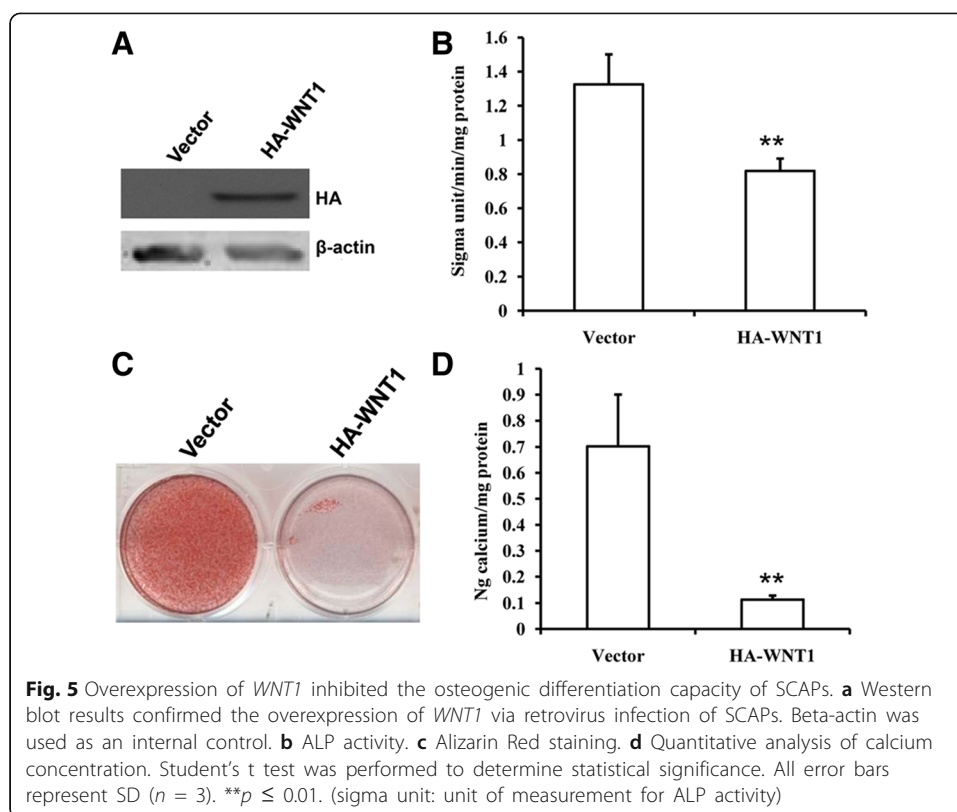 A
Vector
HA-WNT1
HA
β-actin
B
Sigma unit/min/mg protein
1.6
1.4
1.2
1
0.8
0.6
0.4
0.2
0
**
Vector
HA-WNT1
C
Vector
HA-WNT1
D
Ng calcium/mg protein
1
0.9
0.8
0.7
0.6
0.5
0.4
0.3
0.2
0.1
0
**
Vector
HA-WNT1
Fig. 5 Overexpression of WNT1 inhibited the osteogenic differentiation capacity of SCAPs. a Western
blot results confirmed the overexpression of WNT1 via retrovirus infection of SCAPs. Beta-actin was
used as an internal control. b ALP activity. c Alizarin Red staining. d Quantitative analysis of calcium
concentration. Student's t test was performed to determine statistical significance. All error bars
represent SD (n = 3). **p ≤ 0.01. (sigma unit: unit of measurement for ALP activity)